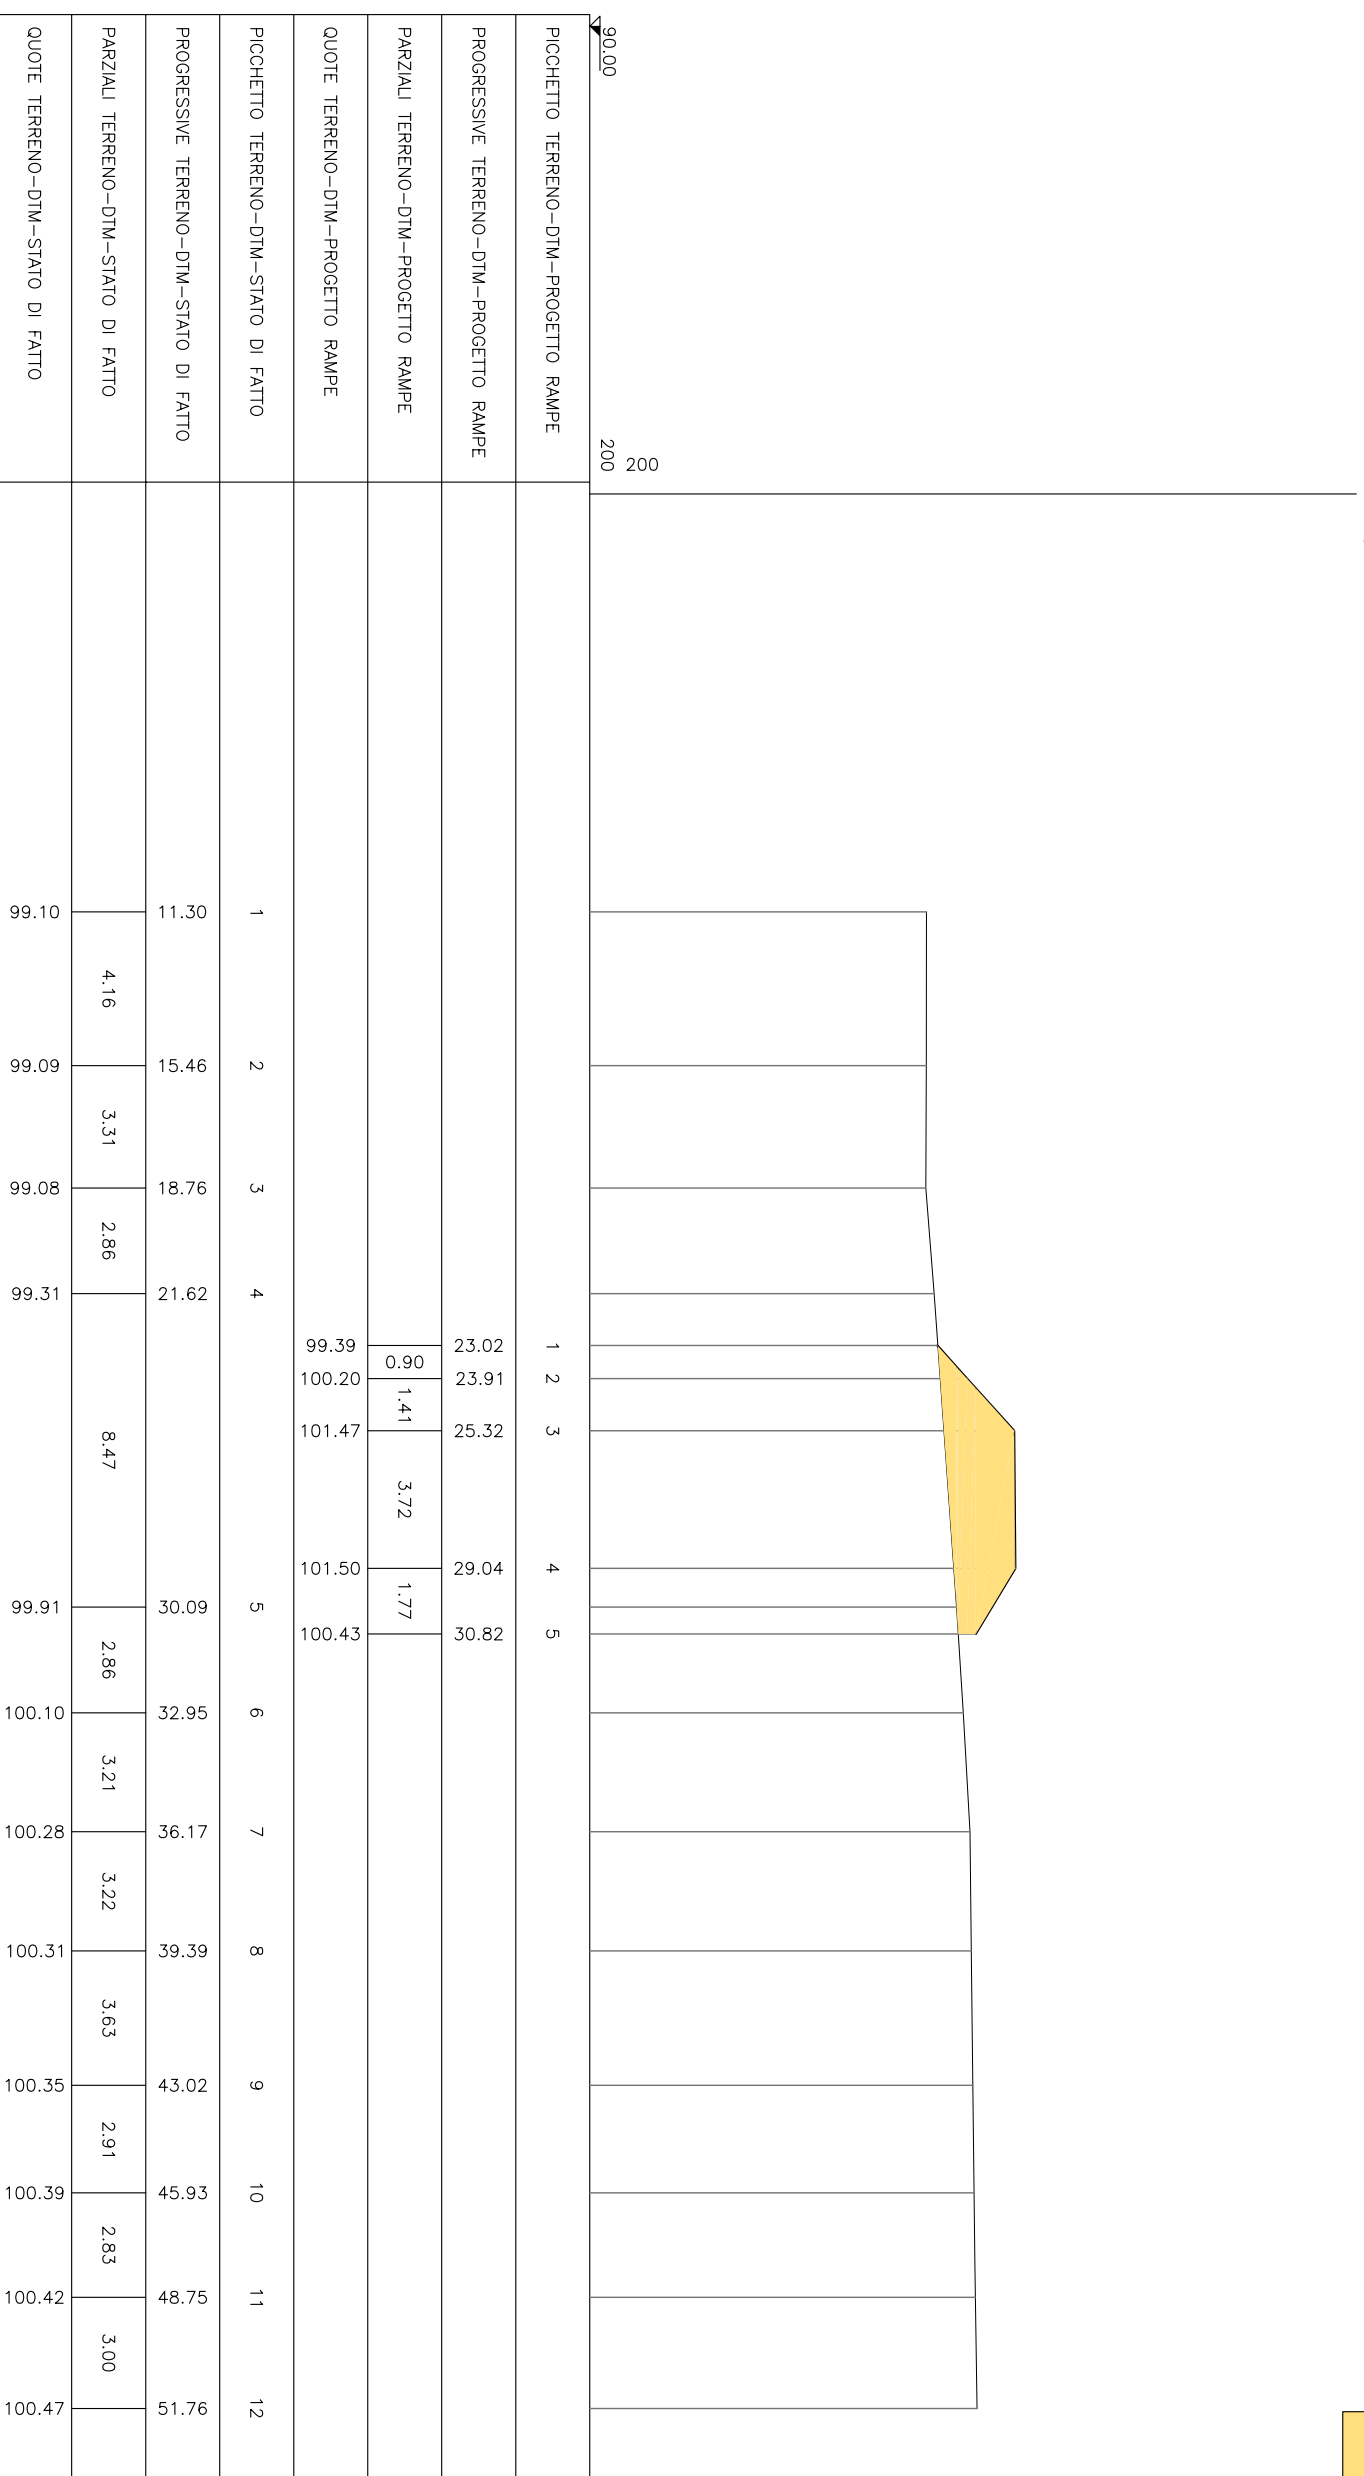 90.00
200 200
PICCHETTO TERRENO-DTM-PROGETTO RAMPE
1 2 3 4 5
PROGRESSIVE TERRENO-DTM-PROGETTO RAMPE
23.02 23.91 25.32 29.04 30.82
PARZIALI TERRENO-DTM-PROGETTO RAMPE
0.90 1.41 3.72 1.77
QUOTE TERRENO-DTM-PROGETTO RAMPE
99.39 100.20 101.47 101.50 100.43
PICCHETTO TERRENO-DTM-STATO DI FATTO
1 2 3 4 5 6 7 8 9 10 11 12
PROGRESSIVE TERRENO-DTM-STATO DI FATTO
11.30 15.46 18.76 21.62 30.09 32.95 36.17 39.39 43.02 45.93 48.75 51.76
PARZIALI TERRENO-DTM-STATO DI FATTO
4.16 3.31 2.86 8.47 2.86 3.21 3.22 3.63 2.91 2.83 3.00
QUOTE TERRENO-DTM-STATO DI FATTO
99.10 99.09 99.08 99.31 99.91 100.10 100.28 100.31 100.35 100.39 100.42 100.47